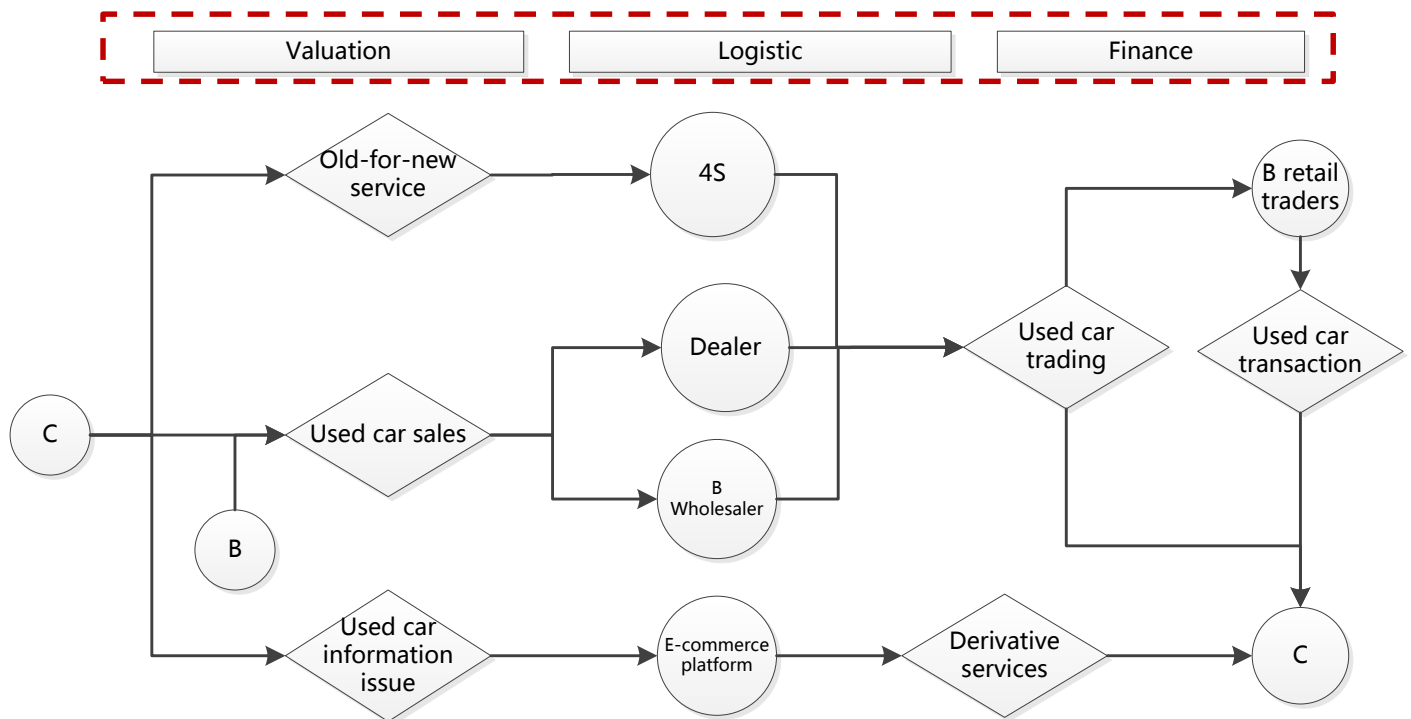 Valuation
Logistic
Finance
Old-for-new
service
4S
B retail
traders
Dealer
Used car
trading
Used car
transaction
C
Used car sales
B
Wholesaler
B
Used car
information
issue
E-commerce
platform
Derivative
services
C